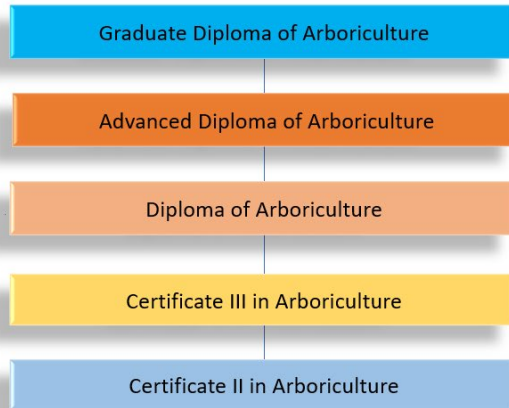 Graduate Diploma of Arboriculture
Advanced Diploma of Arboriculture
Diploma of Arboriculture
Certificate III in Arboriculture
Certificate II in Arboriculture